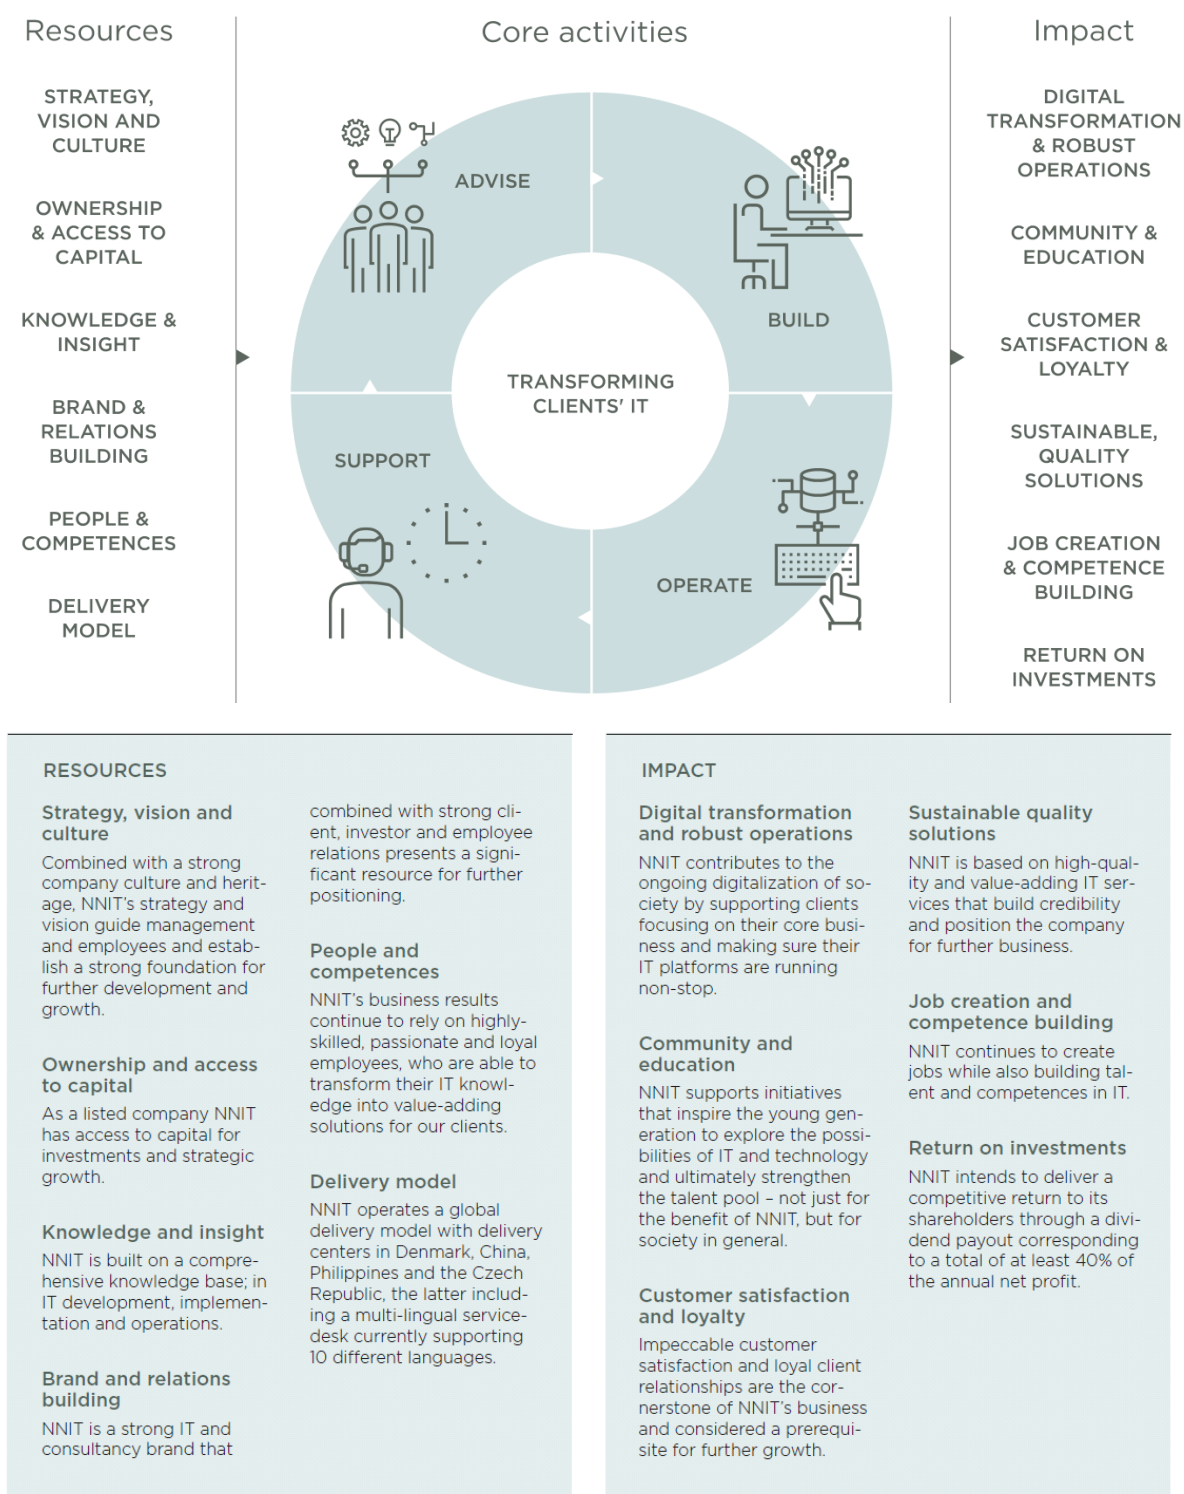 Resources
STRATEGY,
VISION AND
CULTURE
OWNERSHIP
& ACCESS TO
CAPITAL
KNOWLEDGE &
INSIGHT
BRAND &
RELATIONS
BUILDING
PEOPLE &
COMPETENCES
DELIVERY
MODEL
Core activities
ADVISE
BUILD
TRANSFORMING
CLIENTS' IT
SUPPORT
OPERATE
Impact
DIGITAL
TRANSFORMATION
& ROBUST
OPERATIONS
COMMUNITY &
EDUCATION
CUSTOMER
SATISFACTION &
LOYALTY
SUSTAINABLE,
QUALITY
SOLUTIONS
JOB CREATION
& COMPETENCE
BUILDING
RETURN ON
INVESTMENTS
RESOURCES
Strategy, vision and
culture
Combined with a strong
company culture and herit-
age, NNIT's strategy and
vision guide management
and employees and estab-
lish a strong foundation for
further development and
growth.
Ownership and access
to capital
As a listed company NNIT
has access to capital for
investments and strategic
growth.
Knowledge and insight
NNIT is built on a compre-
hensive knowledge base; in
IT development, implemen-
tation and operations.
Brand and relations
building
NNIT is a strong IT and
consultancy brand that
combined with strong cli-
ent, investor and employee
relations presents a signi-
ficant resource for further
positioning.
People and
competences
NNIT's business results
continue to rely on highly-
skilled, passionate and loyal
employees, who are able to
transform their IT knowl-
edge into value-adding
solutions for our clients.
Delivery model
NNIT operates a global
delivery model with delivery
centers in Denmark, China,
Philippines and the Czech
Republic, the latter includ-
ing a multi-lingual service-
desk currently supporting
10 different languages.
IMPACT
Digital transformation
and robust operations
NNIT contributes to the
ongoing digitalization of so-
ciety by supporting clients
focusing on their core busi-
ness and making sure their
IT platforms are running
non-stop.
Community and
education
NNIT supports initiatives
that inspire the young gen-
eration to explore the possi-
bilities of IT and technology
and ultimately strengthen
the talent pool – not just for
the benefit of NNIT, but for
society in general.
Customer satisfaction
and loyalty
Impeccable customer
satisfaction and loyal client
relationships are the cor-
nerstone of NNIT's business
and considered a prerequi-
site for further growth.
Sustainable quality
solutions
NNIT is based on high-qual-
ity and value-adding IT ser-
vices that build credibility
and position the company
for further business.
Job creation and
competence building
NNIT continues to create
jobs while also building tal-
ent and competences in IT.
Return on investments
NNIT intends to deliver a
competitive return to its
shareholders through a divi-
dend payout corresponding
to a total of at least 40% of
the annual net profit.